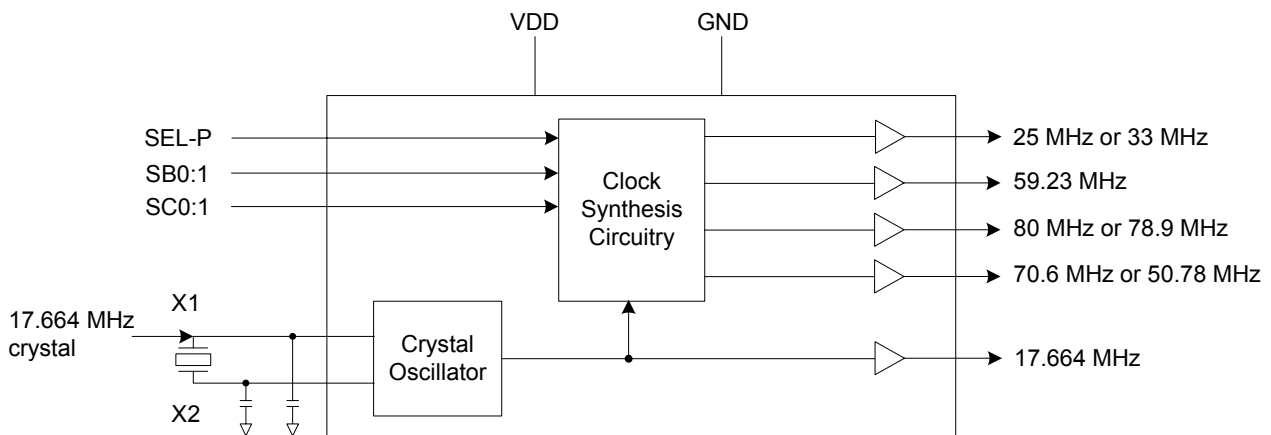 VDD
GND
SEL-P
SB0:1
SC0:1
Clock
Synthesis
Circuitry
25 MHz or 33 MHz
59.23 MHz
80 MHz or 78.9 MHz
70.6 MHz or 50.78 MHz
17.664 MHz
crystal
X1
X2
Crystal
Oscillator
17.664 MHz